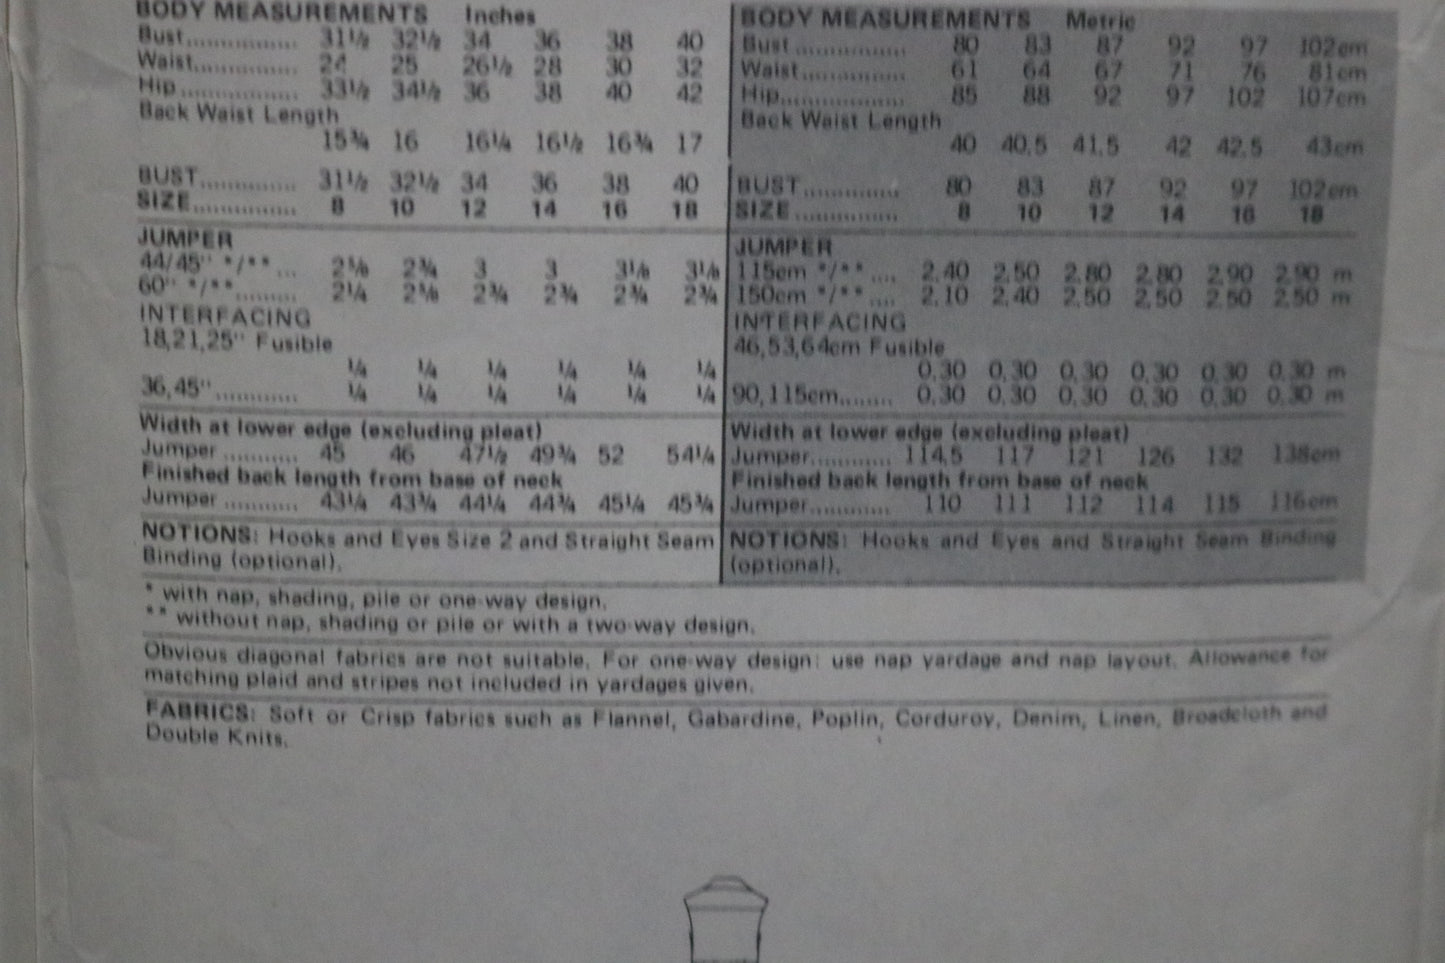 BODY MEASUREMENTS Inches
Bust................ 31½ 32½ 34 36 38 40
Waist............... 24 25 26½ 28 30 32
Hip................. 33½ 34½ 36 38 40 42
Back Waist Length
15¾ 16 16¼ 16½ 16¾ 17
BUST.............. 31½ 32½ 34 36 38 40
SIZE............... 8 10 12 14 16 18
JUMPER
44/45" */** ... 2⅝ 2¾ 3 3 3⅛ 3⅛
60" */**......... 2¼ 2⅝ 2¾ 2¾ 2¾ 2¾
INTERFACING
18,21,25" Fusible
¼ ¼ ¼ ¼ ¼ ¼
36,45"............ ¼ ¼ ¼ ¼ ¼ ¼
Width at lower edge (excluding pleat)
Jumper ........... 45 46 47½ 49¾ 52 54¼
Finished back length from base of neck
Jumper ........... 43¼ 43¾ 44¼ 44¾ 45¼ 45¾
NOTIONS: Hooks and Eyes Size 2 and Straight Seam
Binding (optional).
BODY MEASUREMENTS Metric
Bust ................ 80 83 87 92 97 102cm
Waist............... 61 64 67 71 76 81cm
Hip.................. 85 88 92 97 102 107cm
Back Waist Length
40 40,5 41,5 42 42,5 43cm
BUST.............. 80 83 87 92 97 102cm
SIZE ............... 8 10 12 14 16 18
JUMPER
115cm */** .... 2,40 2,50 2,80 2,80 2,90 2,90 m
150cm */** .... 2,10 2,40 2,50 2,50 2,50 2,50 m
INTERFACING
46,53,64cm Fusible
0,30 0,30 0,30 0,30 0,30 0,30 m
90,115cm........ 0,30 0,30 0,30 0,30 0,30 0,30 m
Width at lower edge (excluding pleat)
Jumper............ 114,5 117 121 126 132 138cm
Finished back length from base of neck
Jumper............ 110 111 112 114 115 116cm
NOTIONS: Hooks and Eyes and Straight Seam Binding
(optional).
* with nap, shading, pile or one-way design.
** without nap, shading or pile or with a two-way design.
Obvious diagonal fabrics are not suitable. For one-way design: use nap yardage and nap layout. Allowance for
matching plaid and stripes not included in yardages given.
FABRICS: Soft or Crisp fabrics such as Flannel, Gabardine, Poplin, Corduroy, Denim, Linen, Broadcloth and
Double Knits.